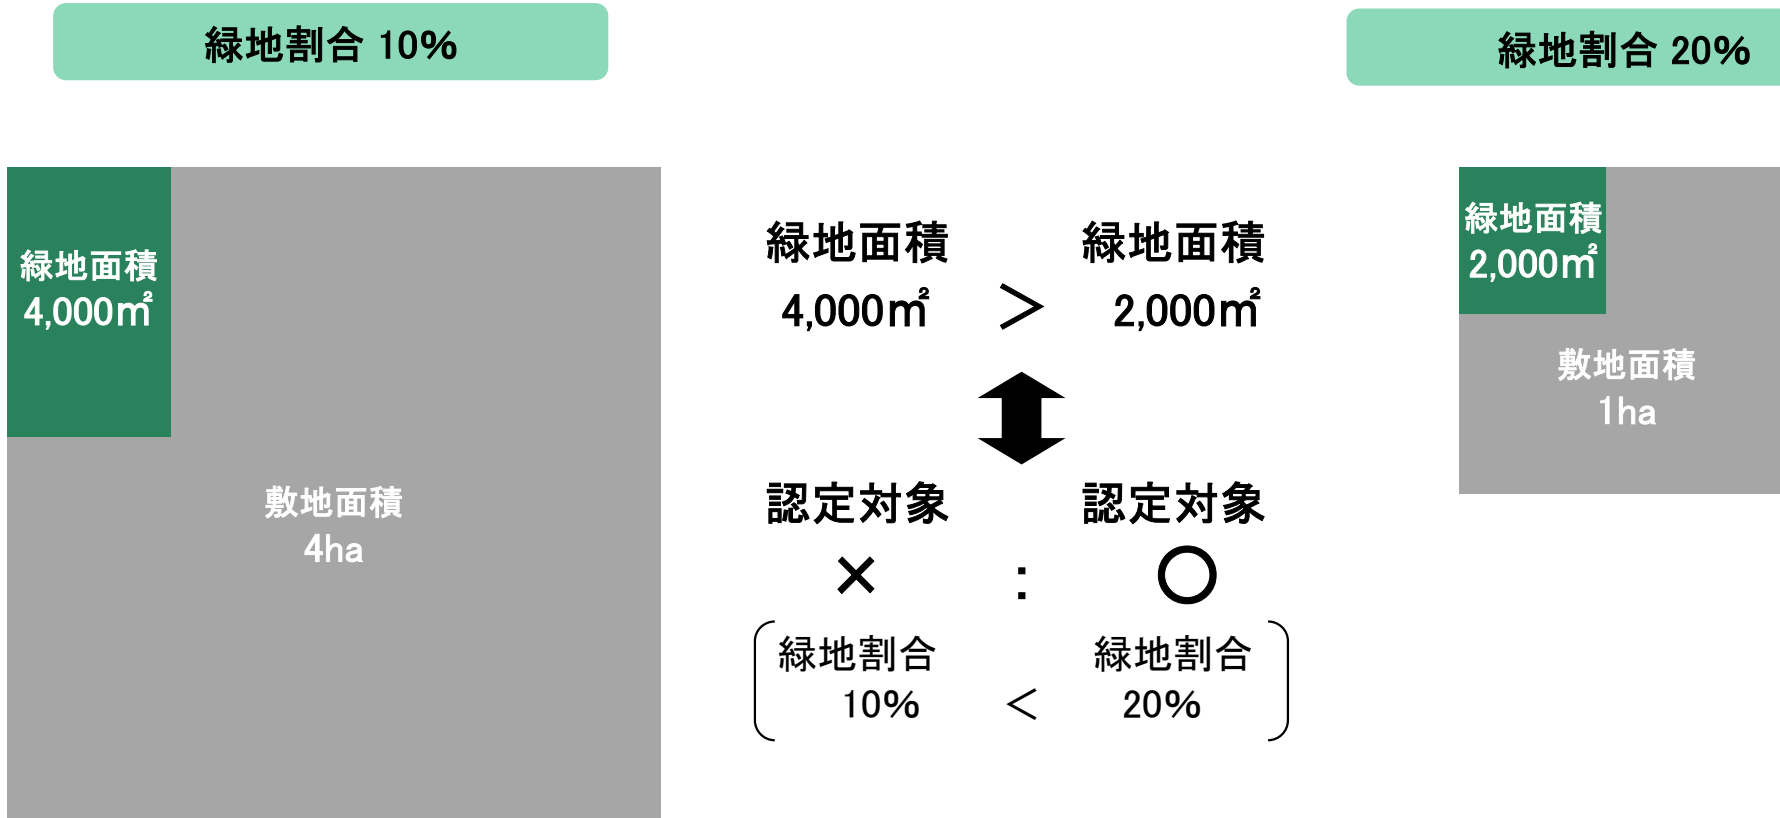 緑地割合 10%
緑地割合 20%
緑地面積
4,000㎡
敷地面積
4ha
緑地面積 緑地面積
4,000㎡ ＞ 2,000㎡
認定対象 認定対象
× : ○
緑地割合 緑地割合
10% ＜ 20%
緑地面積
2,000㎡
敷地面積
1ha